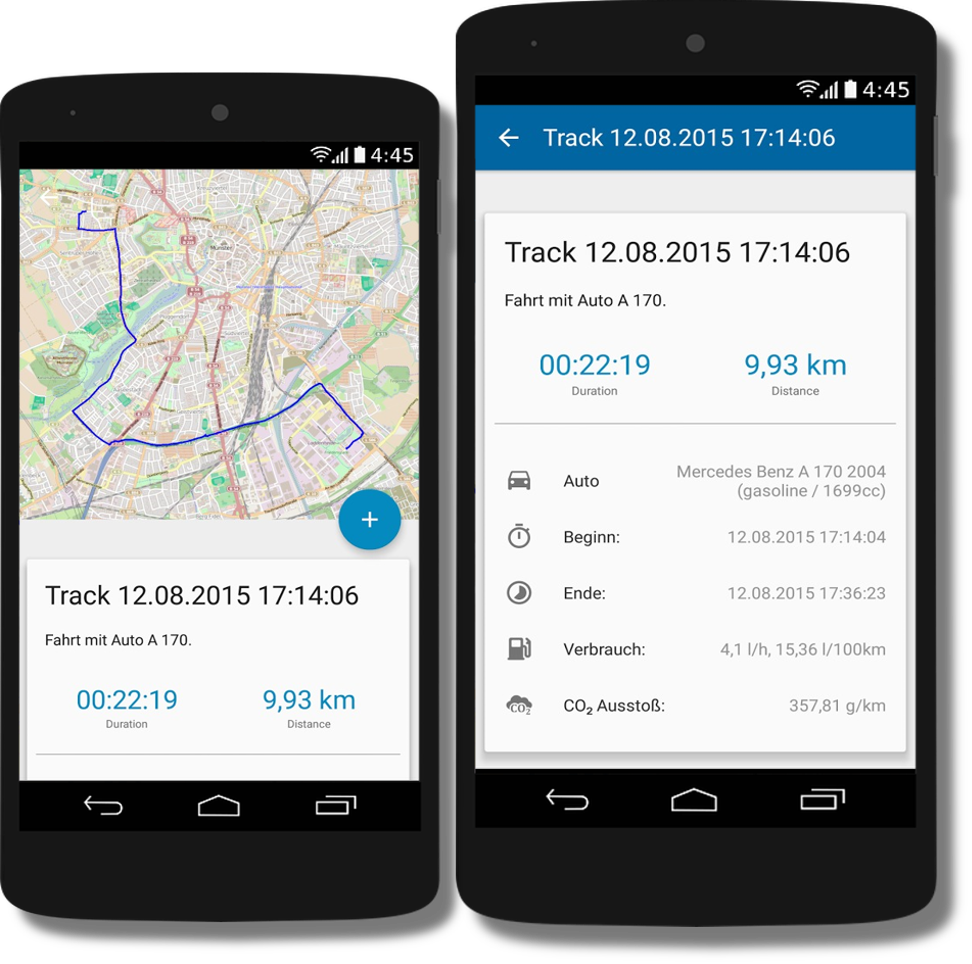 4:45
Münster
Track 12.08.2015 17:14:06
Fahrt mit Auto A 170.
00:22:19
9,93 km
Duration
Distance
4:45
Track 12.08.2015 17:14:06
Track 12.08.2015 17:14:06
Fahrt mit Auto A 170.
00:22:19
9,93 km
Duration
Distance
Auto
Mercedes Benz A 170 2004
(gasoline / 1699cc)
Beginn:
12.08.2015 17:14:04
Ende:
12.08.2015 17:36:23
Verbrauch:
4,1 l/h, 15,36 l/100km
CO₂
CO₂ Ausstoß:
357,81 g/km